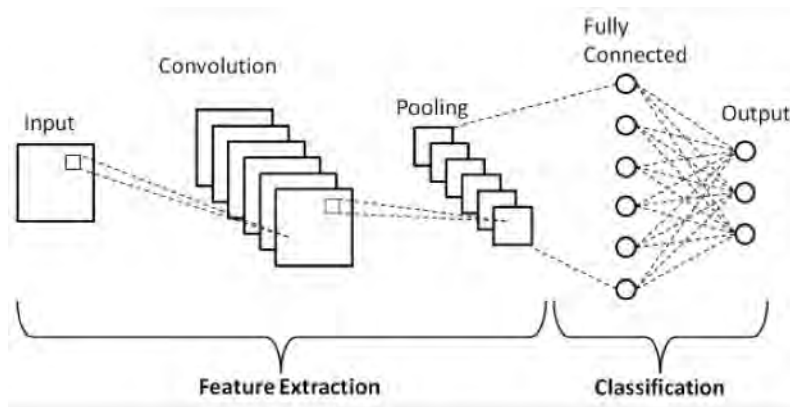 Fully
Connected
Convolution
Pooling
Output
Input
Feature Extraction
Classification